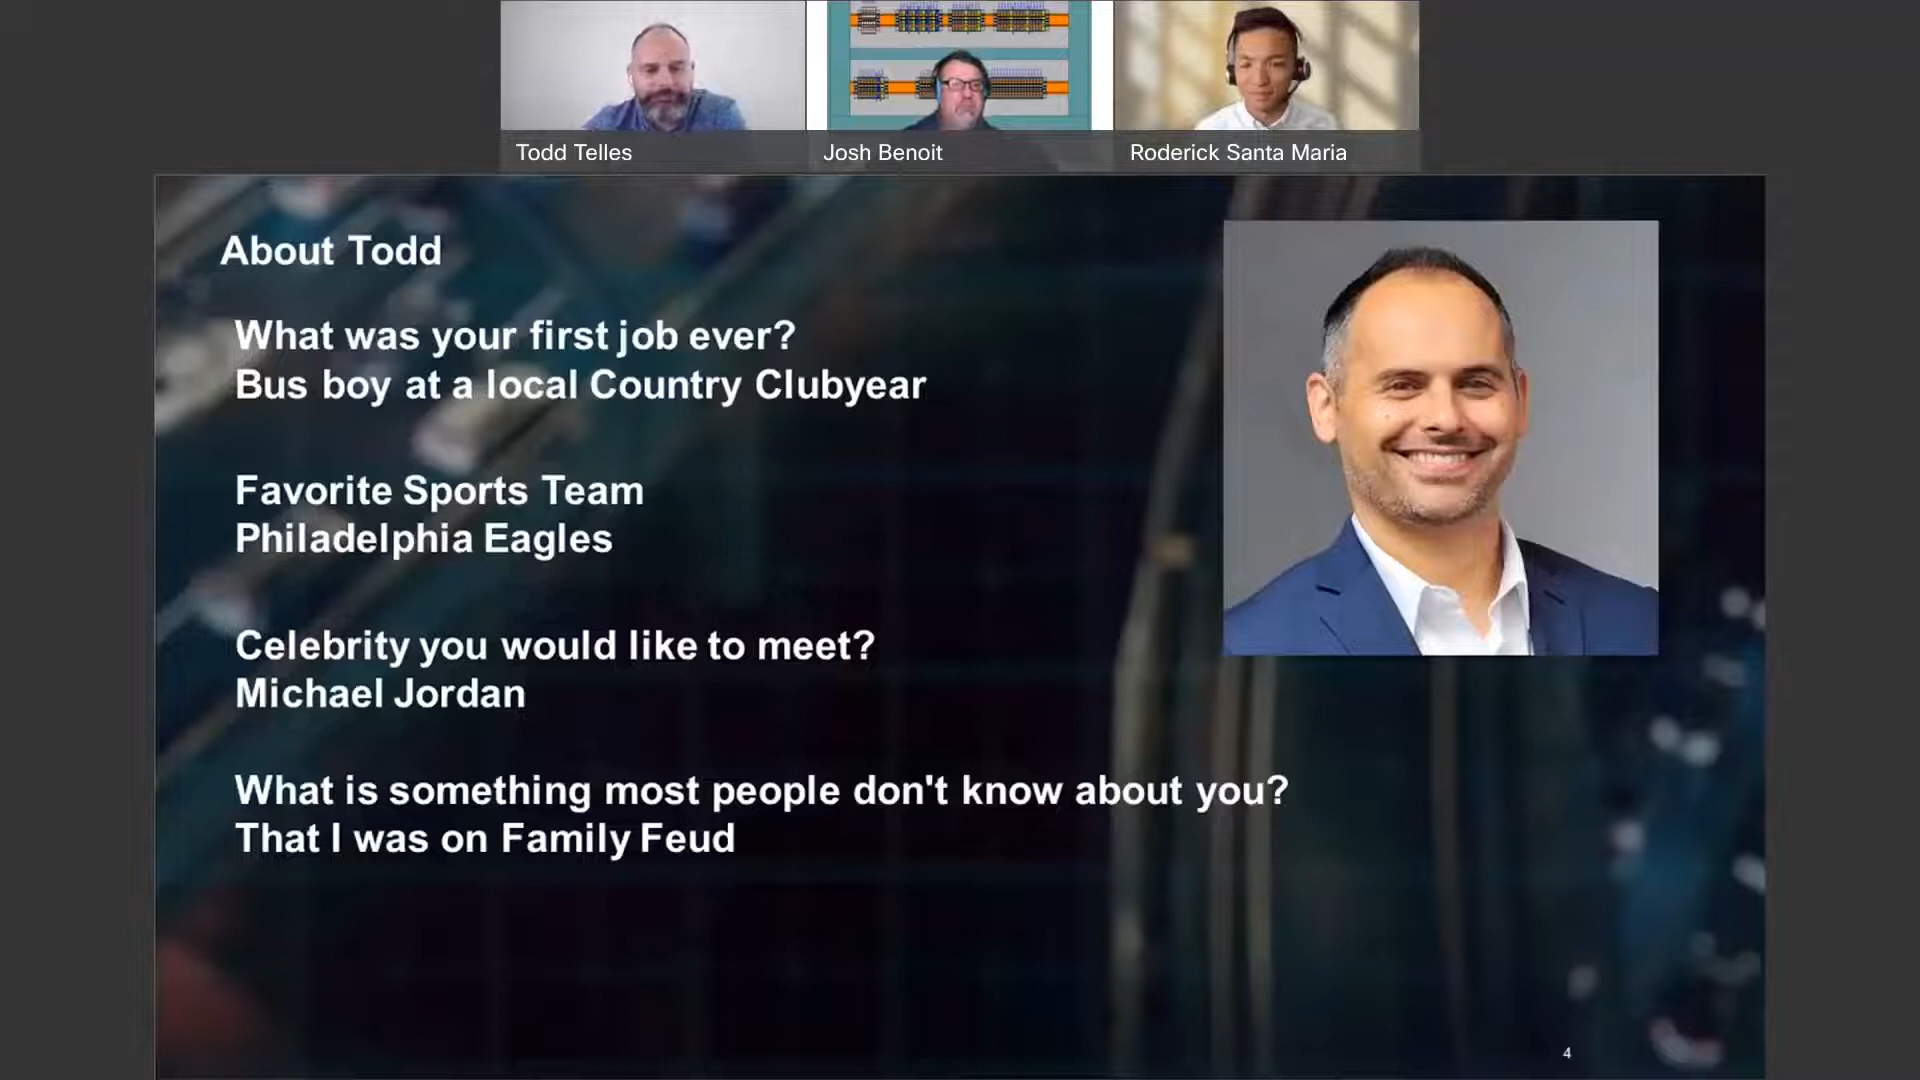 Todd Telles
Josh Benoit
Roderick Santa Maria
About Todd
What was your first job ever?
Bus boy at a local Country Clubyear
Favorite Sports Team
Philadelphia Eagles
Celebrity you would like to meet?
Michael Jordan
What is something most people don't know about you?
That I was on Family Feud
4